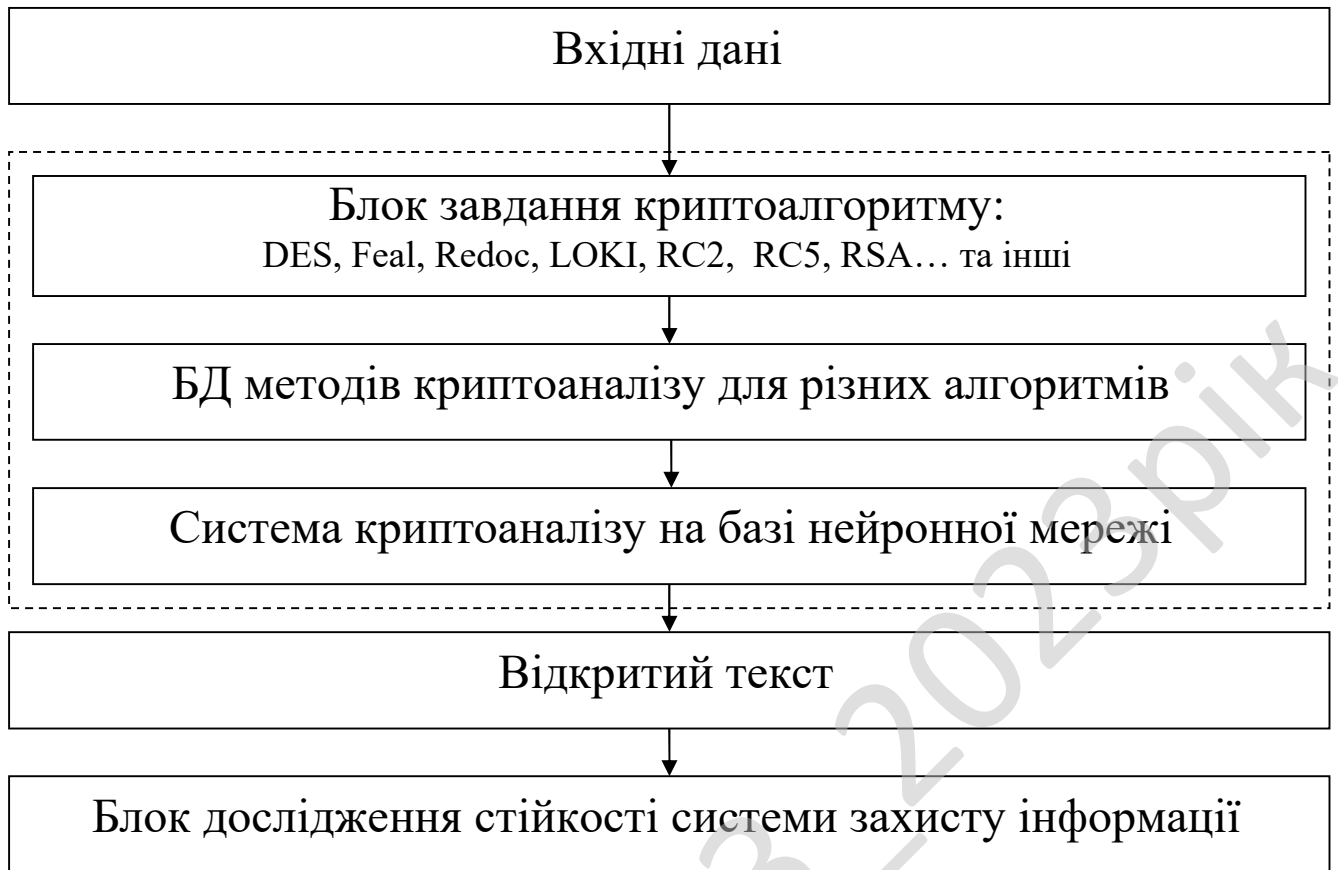 Вхідні дані
Блок завдання криптоалгоритму:
DES, Feal, Redoc, LOKI, RC2, RC5, RSA… та інші
БД методів криптоаналізу для різних алгоритмів
Система криптоаналізу на базі нейронної мережі
Відкритий текст
Блок дослідження стійкості системи захисту інформації
_2023рік